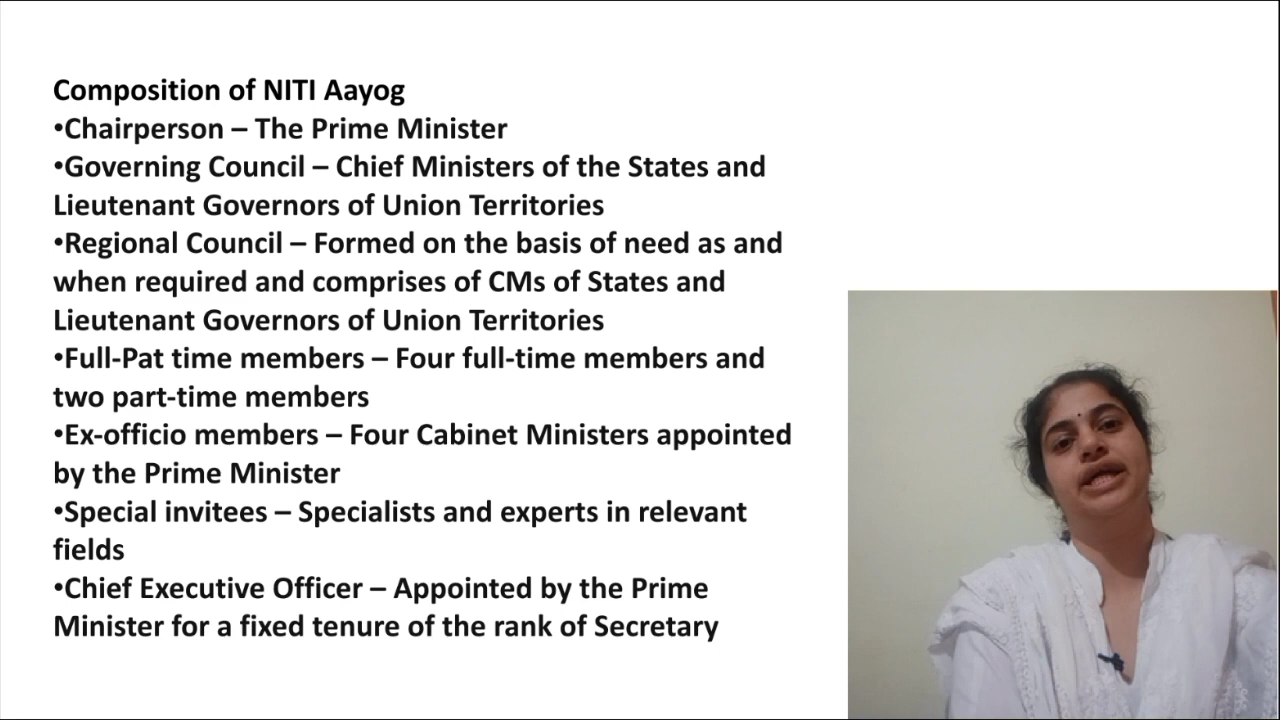 Composition of NITI Aayog
•Chairperson – The Prime Minister
•Governing Council – Chief Ministers of the States and
Lieutenant Governors of Union Territories
•Regional Council – Formed on the basis of need as and
when required and comprises of CMs of States and
Lieutenant Governors of Union Territories
•Full-Pat time members – Four full-time members and
two part-time members
•Ex-officio members – Four Cabinet Ministers appointed
by the Prime Minister
•Special invitees – Specialists and experts in relevant
fields
•Chief Executive Officer – Appointed by the Prime
Minister for a fixed tenure of the rank of Secretary